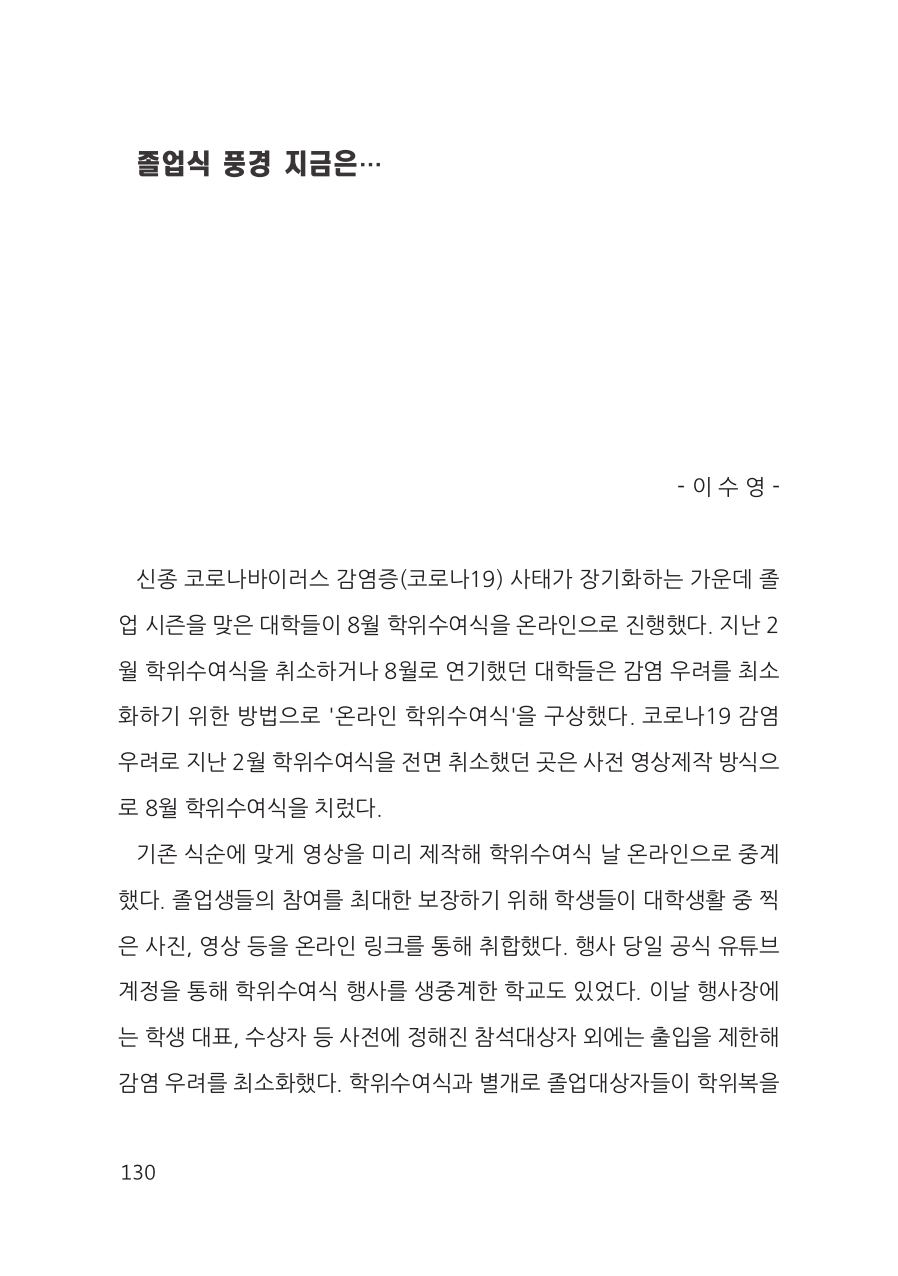 졸업식 풍경 지금은…
- 이 수 영 -
신종 코로나바이러스 감염증(코로나19) 사태가 장기화하는 가운데 졸
업 시즌을 맞은 대학들이 8월 학위수여식을 온라인으로 진행했다. 지난 2
월 학위수여식을 취소하거나 8월로 연기했던 대학들은 감염 우려를 최소
화하기 위한 방법으로 '온라인 학위수여식'을 구상했다. 코로나19 감염
우려로 지난 2월 학위수여식을 전면 취소했던 곳은 사전 영상제작 방식으
로 8월 학위수여식을 치렀다.
기존 식순에 맞게 영상을 미리 제작해 학위수여식 날 온라인으로 중계
했다. 졸업생들의 참여를 최대한 보장하기 위해 학생들이 대학생활 중 찍
은 사진, 영상 등을 온라인 링크를 통해 취합했다. 행사 당일 공식 유튜브
계정을 통해 학위수여식 행사를 생중계한 학교도 있었다. 이날 행사장에
는 학생 대표, 수상자 등 사전에 정해진 참석대상자 외에는 출입을 제한해
감염 우려를 최소화했다. 학위수여식과 별개로 졸업대상자들이 학위복을
130